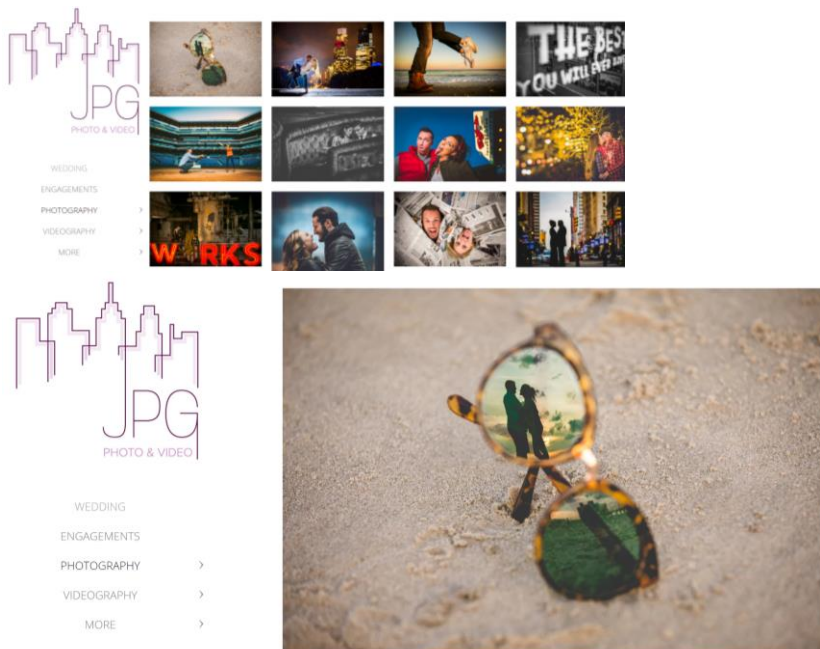 JPG
PHOTO & VIDEO
WEDDING
ENGAGEMENTS
PHOTOGRAPHY
VIDEOGRAPHY
MORE
THE BES
YOU WILL EVER
W RKS
JPG
PHOTO & VIDEO
WEDDING
ENGAGEMENTS
PHOTOGRAPHY
VIDEOGRAPHY
MORE